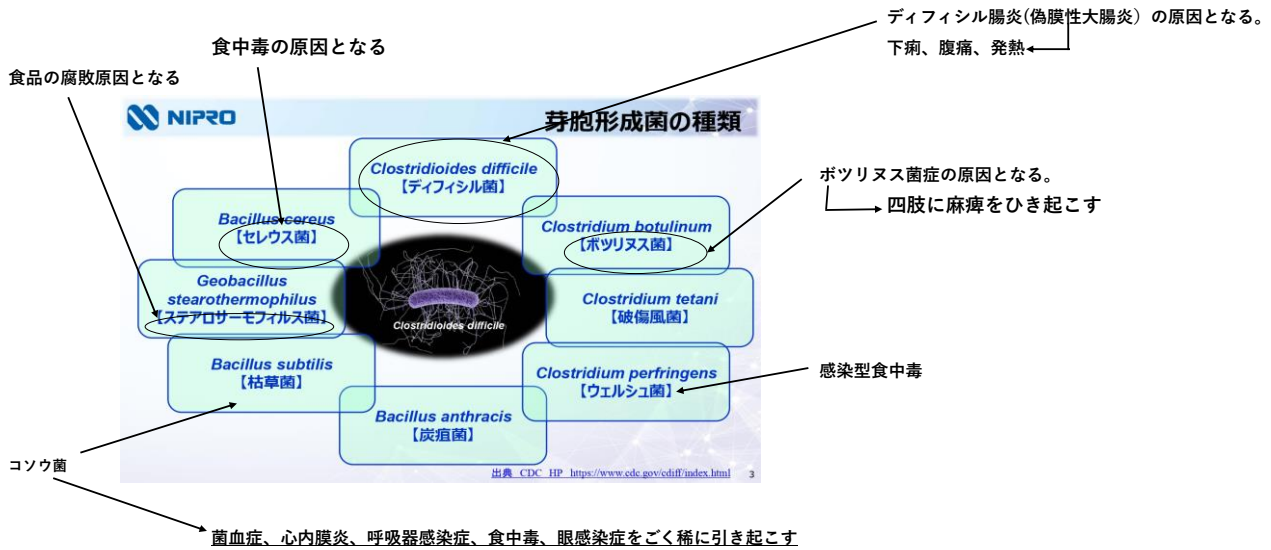 ディフィシル腸炎(偽膜性大腸炎）の原因となる。
下痢、腹痛、発熱
食中毒の原因となる
食品の腐敗原因となる
NIPRO
芽胞形成菌の種類
Clostridioides difficile
【ディフィシル菌】
ボツリヌス菌症の原因となる。
四肢に麻痺をひき起こす
Bacillus cereus
【セレウス菌】
Clostridium botulinum
【ボツリヌス菌】
Geobacillus
stearothermophilus
【ステアロサーモフィルス菌】
Clostridioides difficile
Clostridium tetani
【破傷風菌】
Bacillus subtilis
【枯草菌】
Clostridium perfringens
【ウェルシュ菌】
感染型食中毒
Bacillus anthracis
【炭疽菌】
コソウ菌
出典 CDC HP https://www.cdc.gov/cdiff/index.html
3
菌血症、心内膜炎、呼吸器感染症、食中毒、眼感染症をごく稀に引き起こす